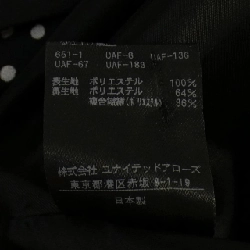 651-1 UAF-6 UAF-130
UAF-67 UAF-183
表生地 ポリエステル 100%
裏生地 ポリエステル 64%
複合繊維(ポリエステル) 36%
株式会社 ユナイテッドアローズ
東京都港区赤坂 8-1-19
日本製